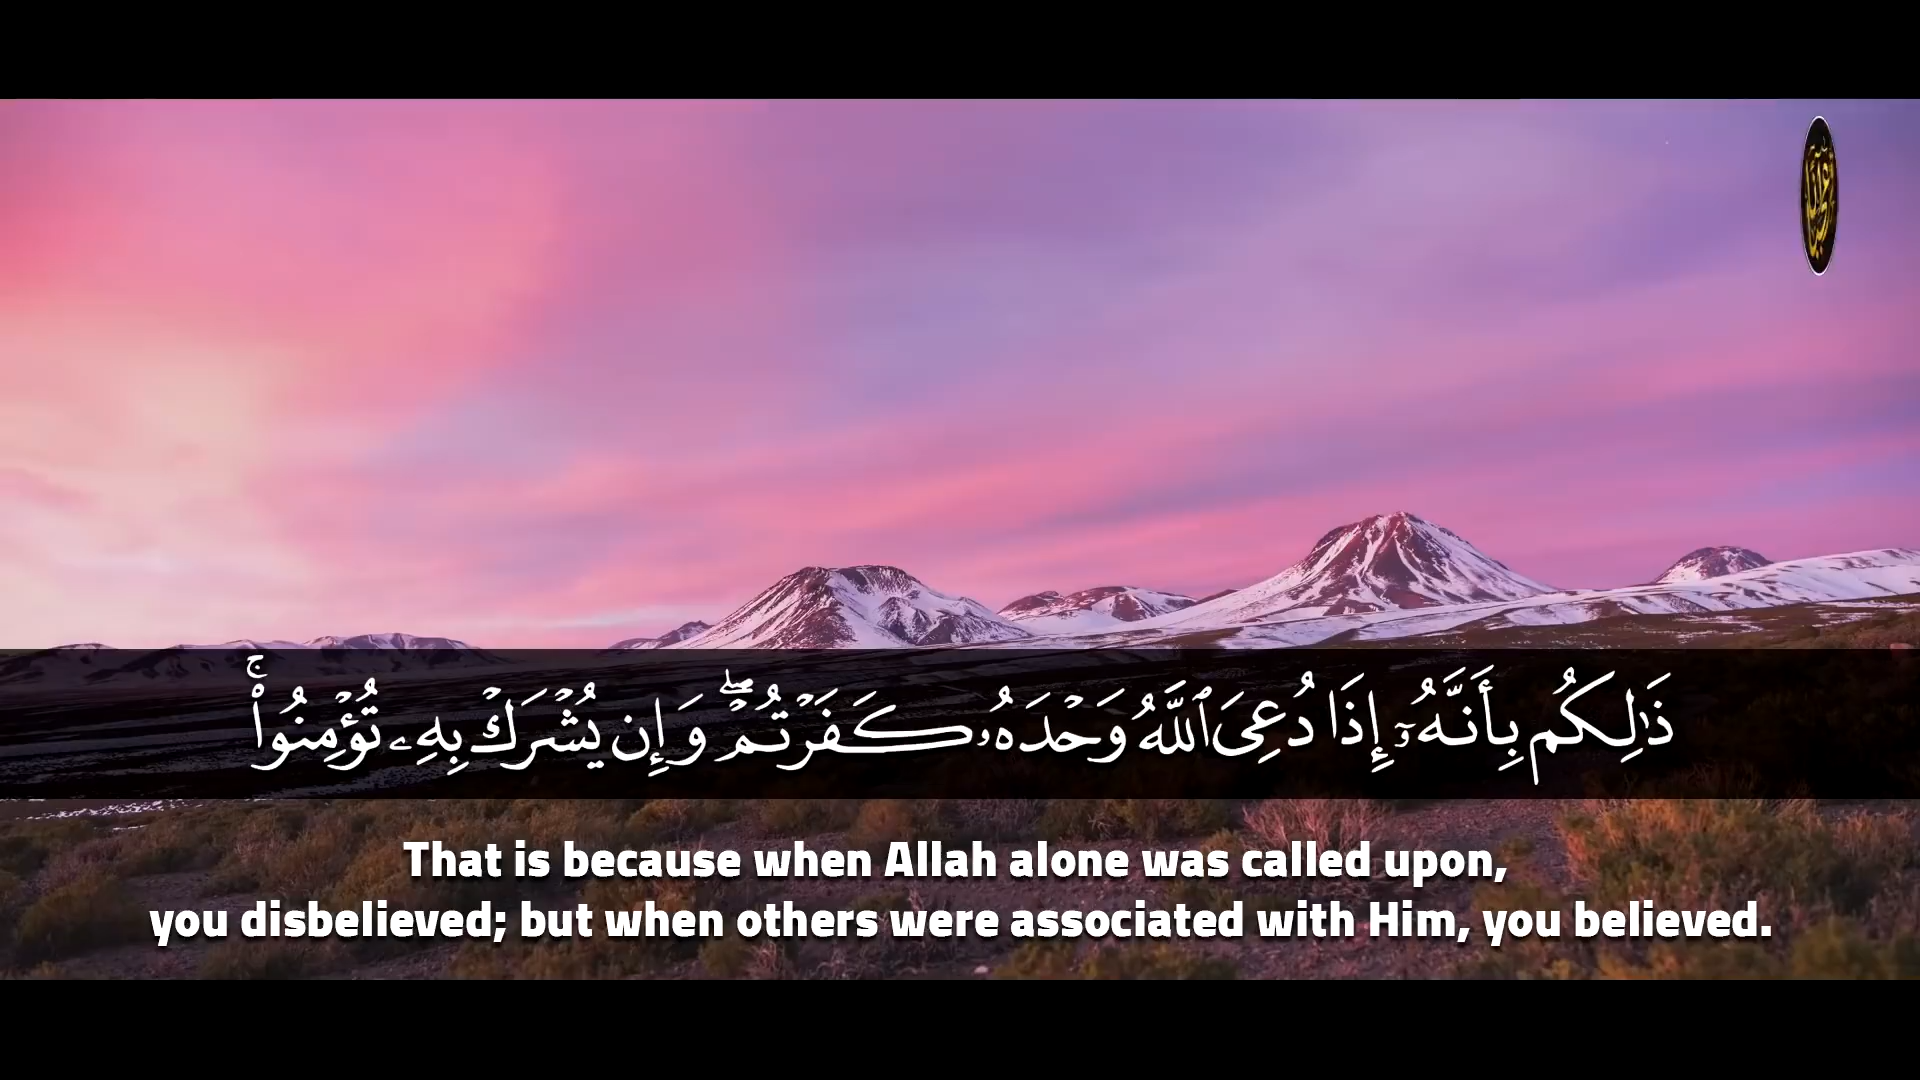 ذَٰلِكُم بِأَنَّهُۥٓ إِذَا دُعِىَ ٱللَّهُ وَحْدَهُۥ كَفَرْتُمْ ۖ وَإِن يُشْرَكْ بِهِۦ تُؤْمِنُوا۟ ۚ
That is because when Allah alone was called upon,
you disbelieved; but when others were associated with Him, you believed.